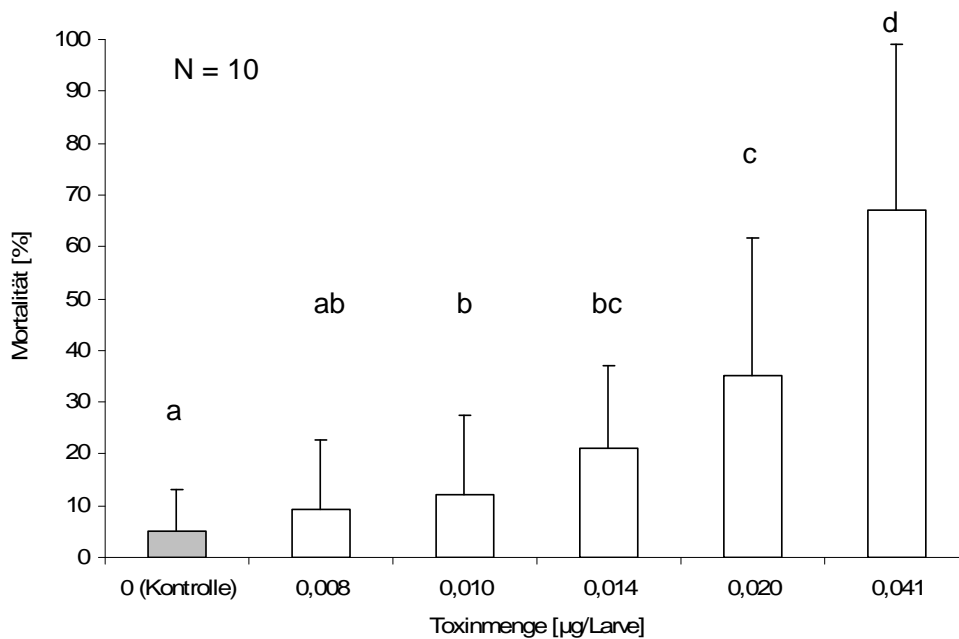 100
90
80
70
60
50
40
30
20
10
0
Mortalität [%]
N = 10
a
ab
b
bc
c
d
0 (Kontrolle) 0,008 0,010 0,014 0,020 0,041
Toxinmenge [µg/Larve]